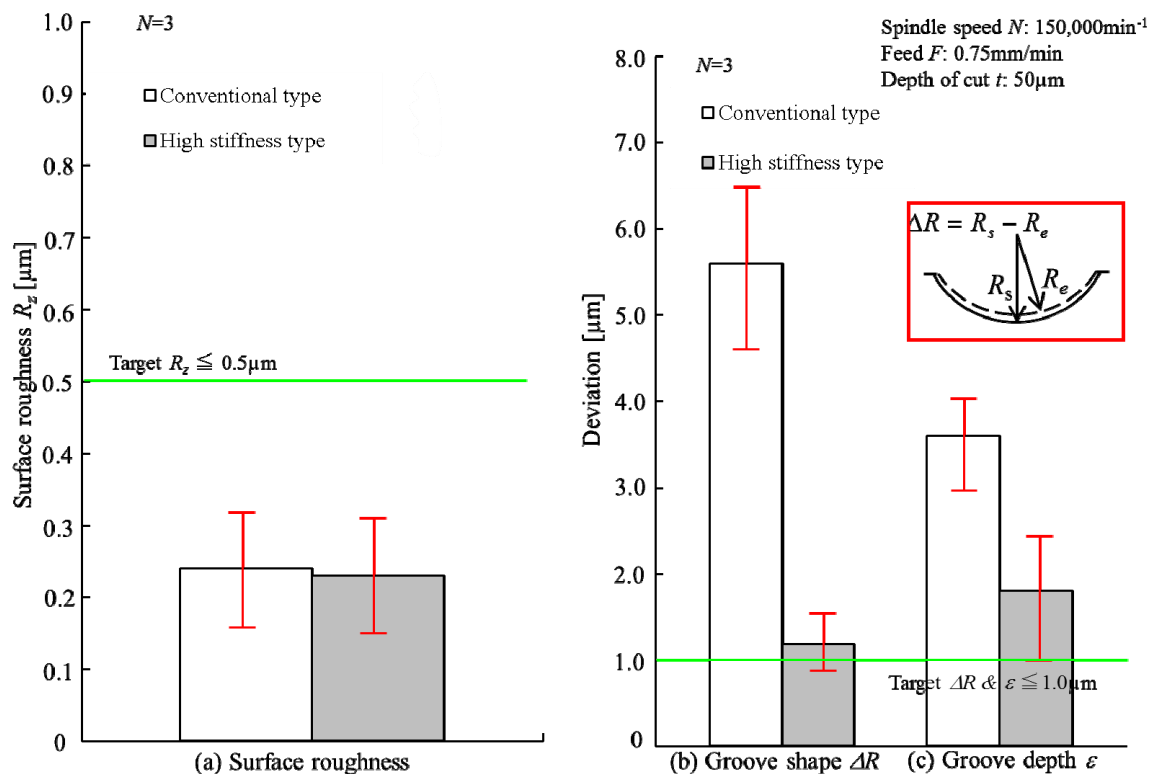 1.0
0.9
0.8
0.7
0.6
0.5
0.4
0.3
0.2
0.1
0
Surface roughness Rz [µm]
N=3
Conventional type
High stiffness type
Target Rz ≦ 0.5µm
(a) Surface roughness
Spindle speed N: 150,000min-1
Feed F: 0.75mm/min
Depth of cut t: 50µm
8.0
7.0
6.0
5.0
4.0
3.0
2.0
1.0
0
Deviation [µm]
N=3
Conventional type
High stiffness type
ΔR = Rs − Re
Rs
Re
Target ΔR & ε ≦1.0µm
(b) Groove shape ΔR
(c) Groove depth ε